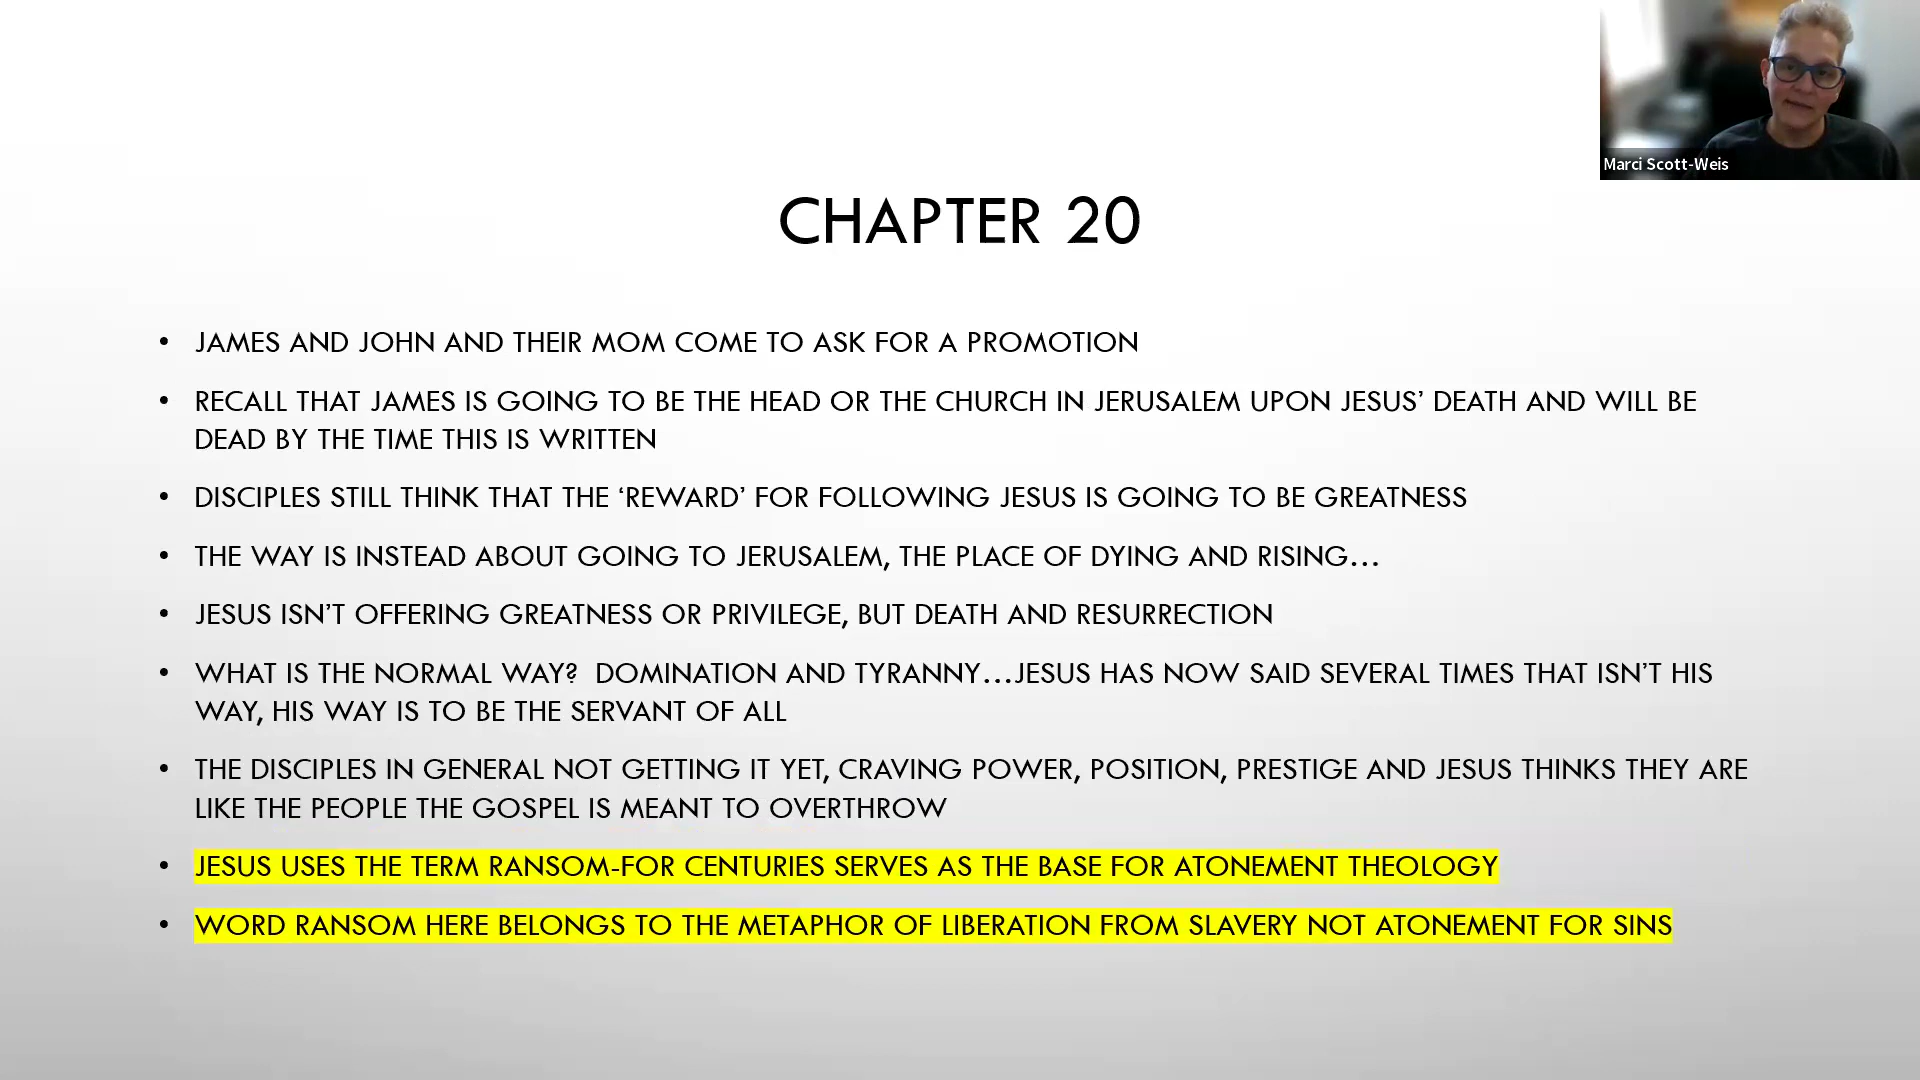 Marci Scott-Weis
CHAPTER 20
• JAMES AND JOHN AND THEIR MOM COME TO ASK FOR A PROMOTION
• RECALL THAT JAMES IS GOING TO BE THE HEAD OR THE CHURCH IN JERUSALEM UPON JESUS’ DEATH AND WILL BE
DEAD BY THE TIME THIS IS WRITTEN
• DISCIPLES STILL THINK THAT THE ‘REWARD’ FOR FOLLOWING JESUS IS GOING TO BE GREATNESS
• THE WAY IS INSTEAD ABOUT GOING TO JERUSALEM, THE PLACE OF DYING AND RISING…
• JESUS ISN’T OFFERING GREATNESS OR PRIVILEGE, BUT DEATH AND RESURRECTION
• WHAT IS THE NORMAL WAY?  DOMINATION AND TYRANNY…JESUS HAS NOW SAID SEVERAL TIMES THAT ISN’T HIS
WAY, HIS WAY IS TO BE THE SERVANT OF ALL
• THE DISCIPLES IN GENERAL NOT GETTING IT YET, CRAVING POWER, POSITION, PRESTIGE AND JESUS THINKS THEY ARE
LIKE THE PEOPLE THE GOSPEL IS MEANT TO OVERTHROW
• JESUS USES THE TERM RANSOM-FOR CENTURIES SERVES AS THE BASE FOR ATONEMENT THEOLOGY
• WORD RANSOM HERE BELONGS TO THE METAPHOR OF LIBERATION FROM SLAVERY NOT ATONEMENT FOR SINS